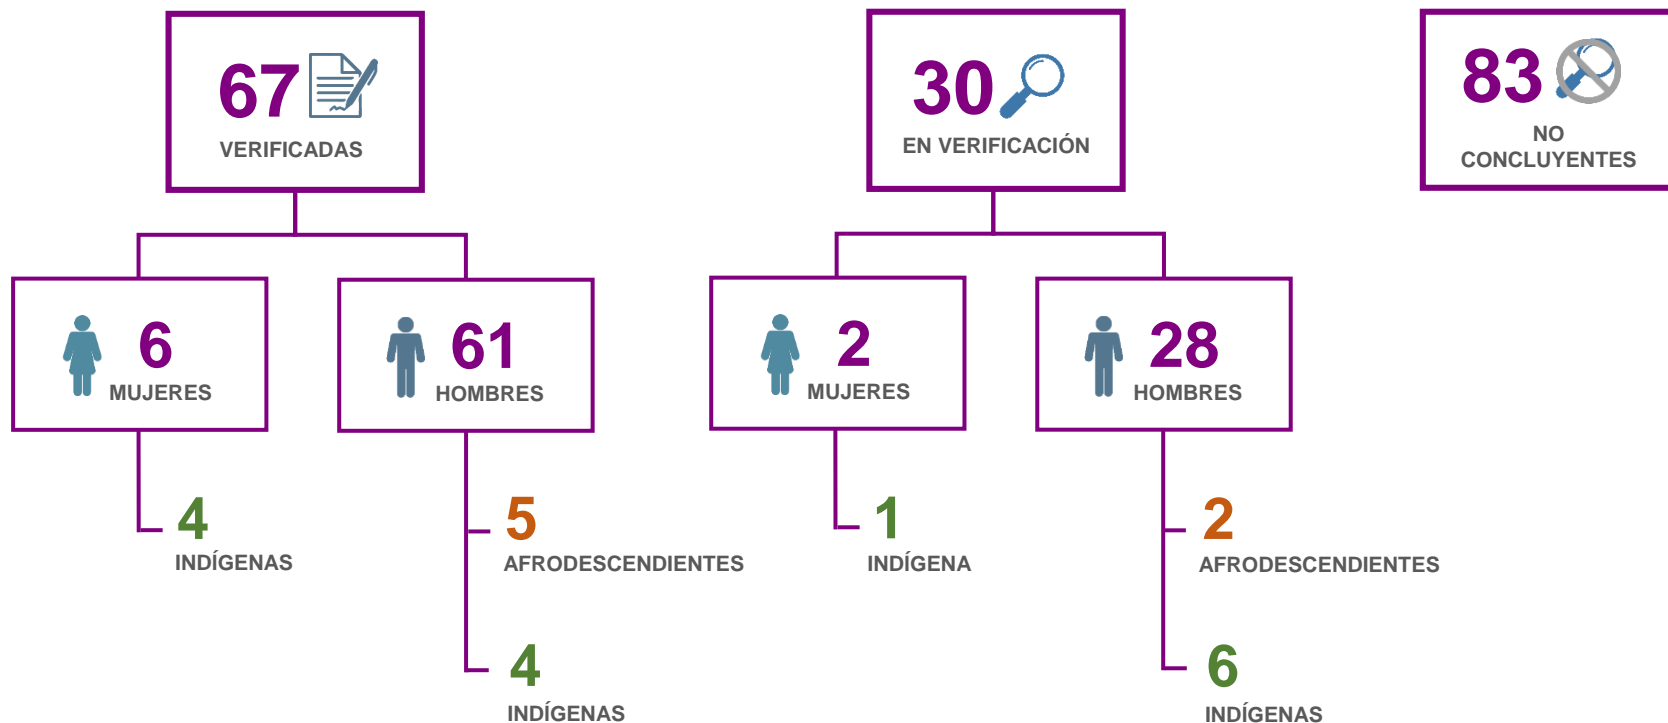 67
VERIFICADAS
6
MUJERES
4
INDÍGENAS
61
HOMBRES
5
AFRODESCENDIENTES
4
INDÍGENAS
30
EN VERIFICACIÓN
2
MUJERES
1
INDÍGENA
28
HOMBRES
2
AFRODESCENDIENTES
6
INDÍGENAS
83
NO
CONCLUYENTES